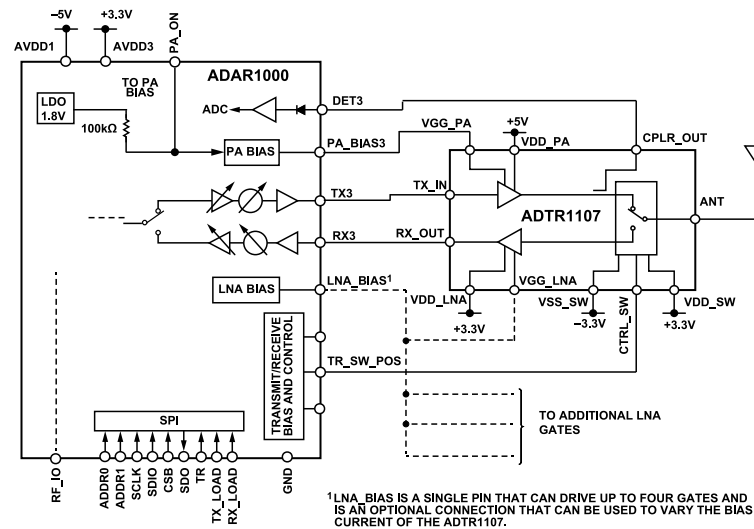 –5V
+3.3V
AVDD1
AVDD3
PA_ON
ADAR1000
TO PA
BIAS
LDO
1.8V
100kΩ
ADC
PA BIAS
DET3
PA_BIAS3
VGG_PA
+5V
VDD_PA
CPLR_OUT
TX3
TX_IN
ADTR1107
ANT
RX3
RX_OUT
LNA BIAS
LNA_BIAS1
VGG_LNA
VDD_LNA
+3.3V
VSS_SW
–3.3V
CTRL_SW
VDD_SW
+3.3V
TRANSMIT/RECEIVE
BIAS AND CONTROL
TR_SW_POS
TO ADDITIONAL LNA
GATES
SPI
RF_IO
ADDR0
ADDR1
SCLK
SDIO
CSB
SDO
TR
TX_LOAD
RX_LOAD
GND
1LNA_BIAS IS A SINGLE PIN THAT CAN DRIVE UP TO FOUR GATES AND
IS AN OPTIONAL CONNECTION THAT CAN BE USED TO VARY THE BIAS
CURRENT OF THE ADTR1107.